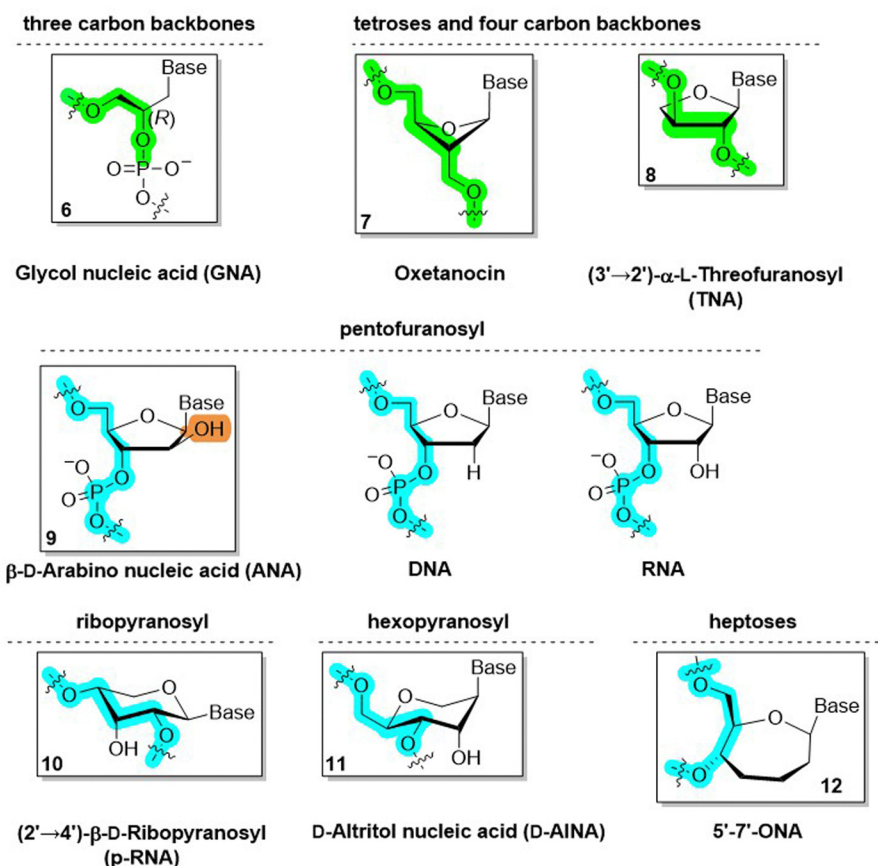 three carbon backbones
tetroses and four carbon backbones
Base
O
(R)
O
O=P-O−
O
6
Base
O
O
O
7
O
O
Base
O
8
Glycol nucleic acid (GNA)
Oxetanocin
(3'→2')-α-L-Threofuranosyl
(TNA)
pentofuranosyl
Base
O
O
OH
−O
O
O=P
O
9
Base
O
O
−O
O
H
O=P
O
Base
O
O
−O
O
OH
O=P
O
β-D-Arabino nucleic acid (ANA)
DNA
RNA
ribopyranosyl
hexopyranosyl
heptoses
O
O
Base
OH
O
10
Base
O
O
O
OH
11
O
Base
O
O
12
(2'→4')-β-D-Ribopyranosyl
(p-RNA)
D-Altritol nucleic acid (D-AlNA)
5'-7'-ONA